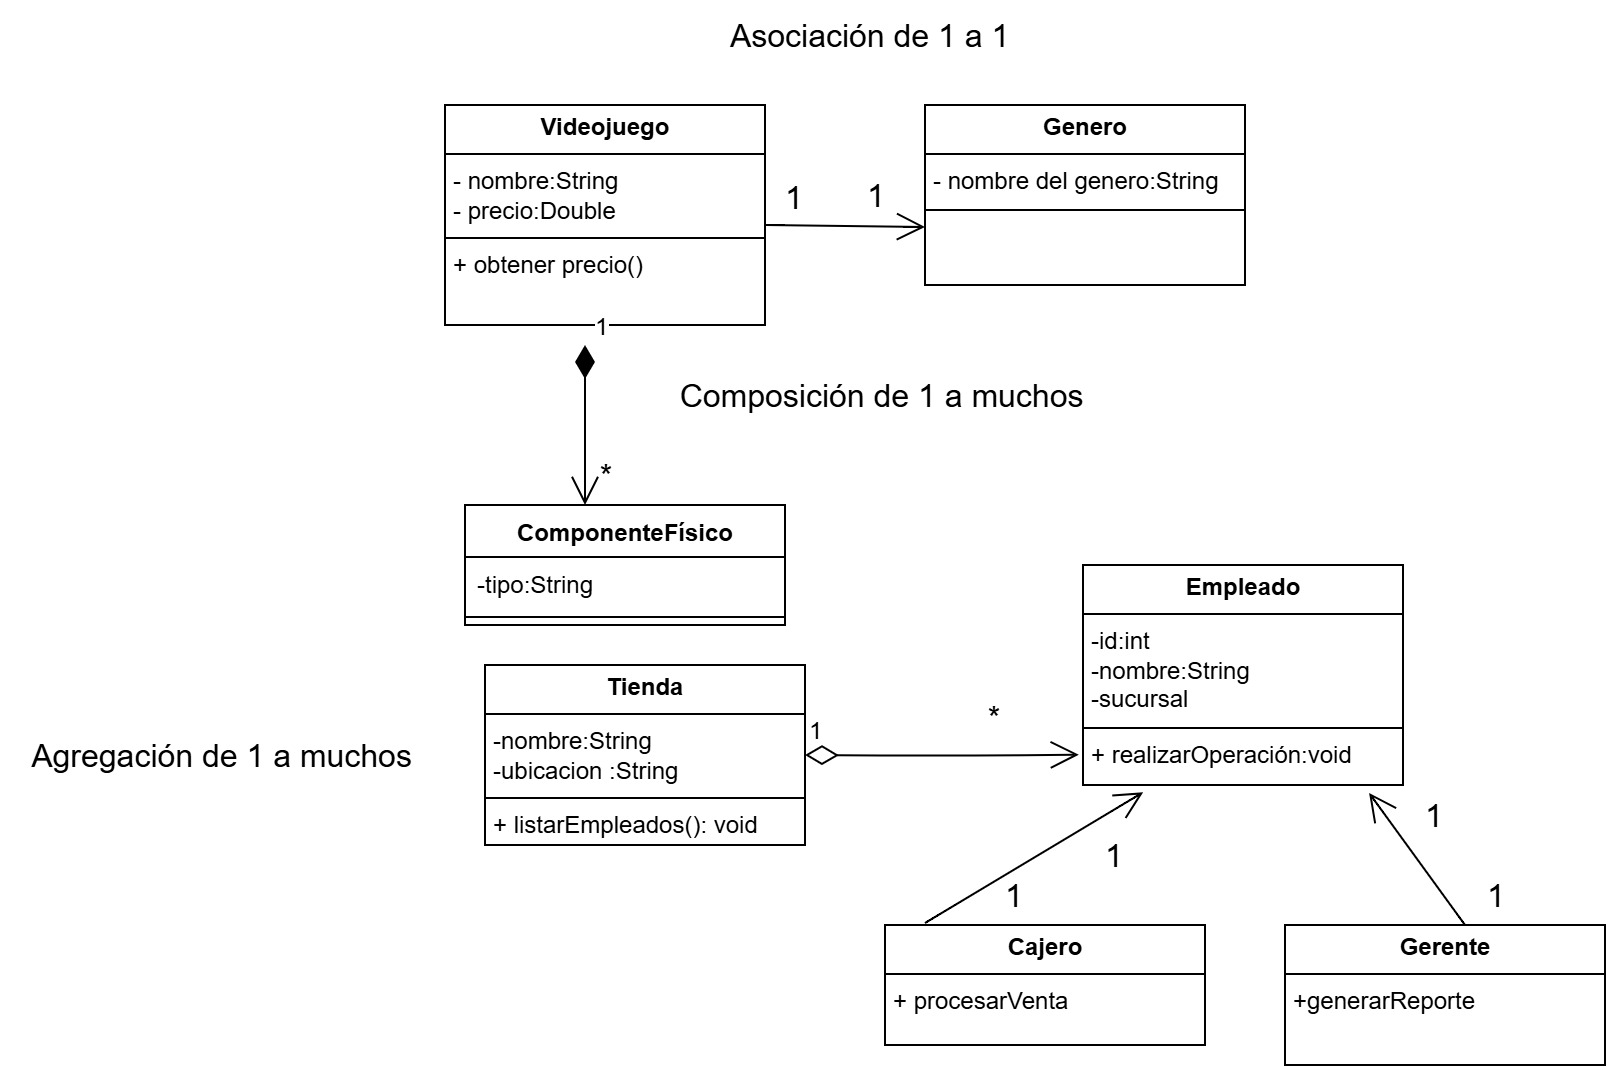 Asociación de 1 a 1
Videojuego
- nombre:String
- precio:Double
+ obtener precio()
1
1
Genero
- nombre del genero:String
1
*
Composición de 1 a muchos
ComponenteFísico
-tipo:String
Agregación de 1 a muchos
Tienda
-nombre:String
-ubicacion :String
+ listarEmpleados(): void
1
*
Empleado
-id:int
-nombre:String
-sucursal
+ realizarOperación:void
1
1
1
1
Cajero
+ procesarVenta
Gerente
+generarReporte